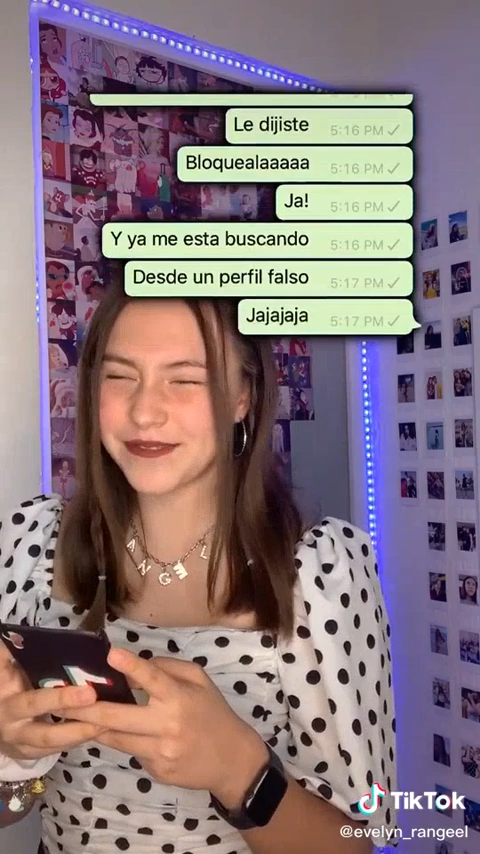 Le dijiste 5:16 PM
Bloquealaaaaa 5:16 PM
Ja! 5:16 PM
Y ya me esta buscando 5:16 PM
Desde un perfil falso 5:17 PM
Jajajaja 5:17 PM
ANGEL
TikTok
@evelyn_rangeel